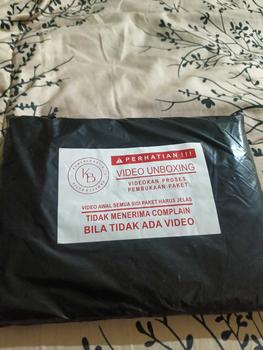 PERHATIAN!!!
VIDEO UNBOXING
VIDEOKAN PROSES
PEMBUKAAN PAKET
KB
VIDEO AWAL SEMUA SISI PAKET HARUS JELAS
TIDAK MENERIMA COMPLAIN
BILA TIDAK ADA VIDEO